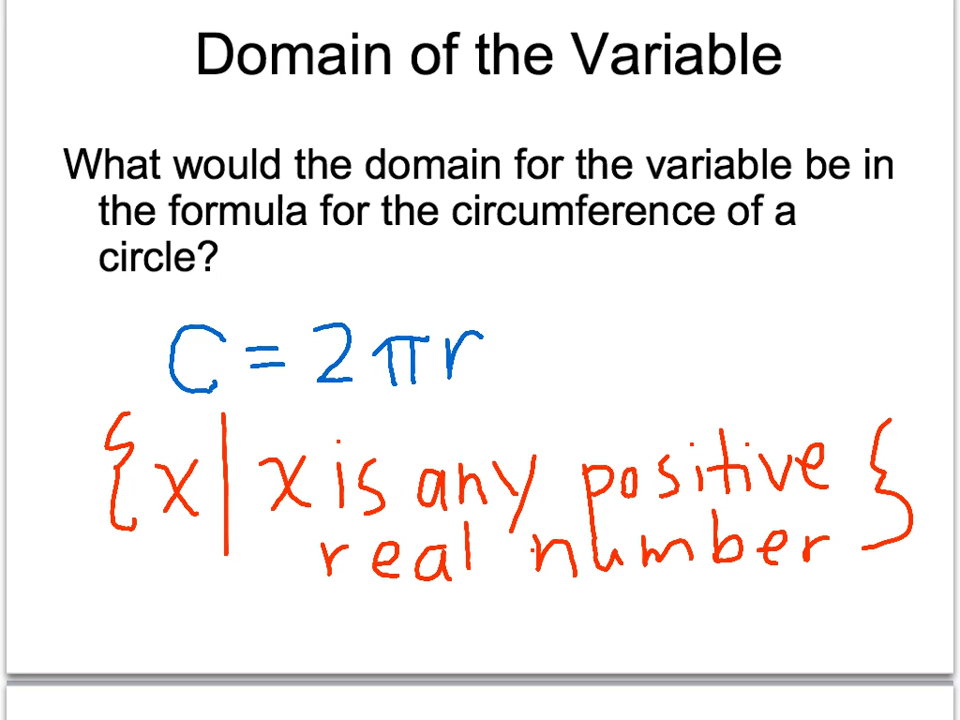 Domain of the Variable
What would the domain for the variable be in
the formula for the circumference of a
circle?
C = 2πr
{x | x is any positive }
real number